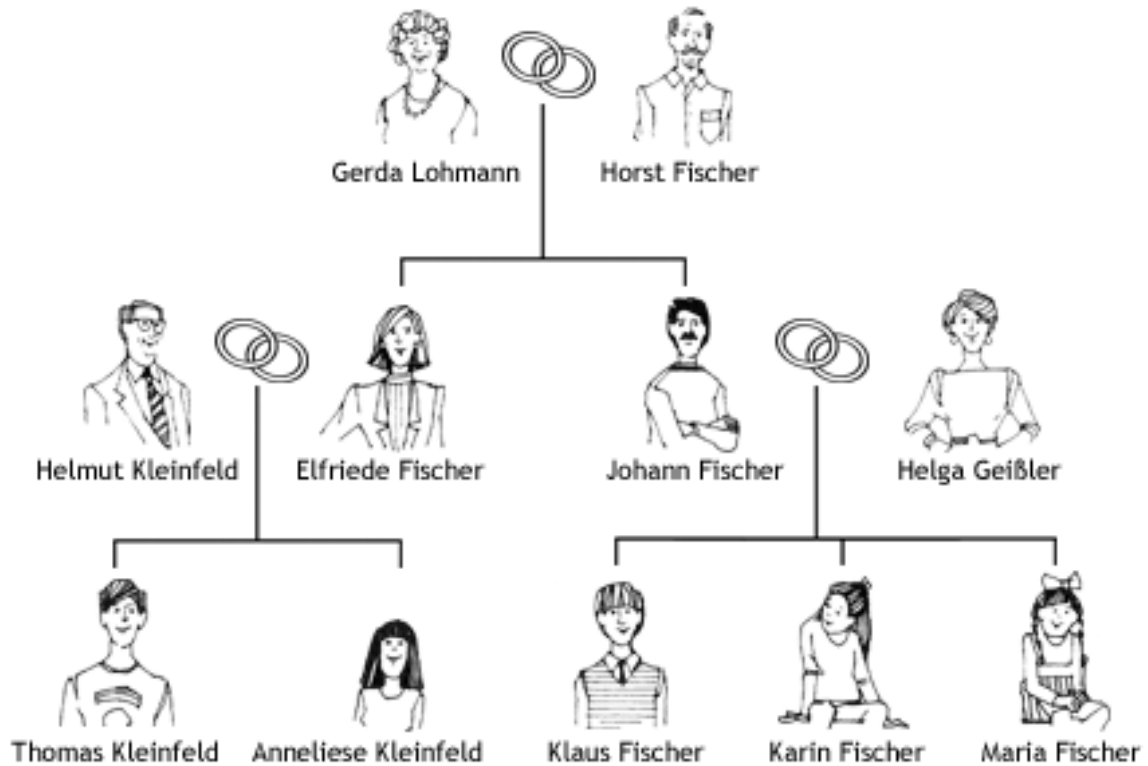 Gerda Lohmann
Horst Fischer
Helmut Kleinfeld
Elfriede Fischer
Johann Fischer
Helga Geißler
Thomas Kleinfeld
Anneliese Kleinfeld
Klaus Fischer
Karin Fischer
Maria Fischer